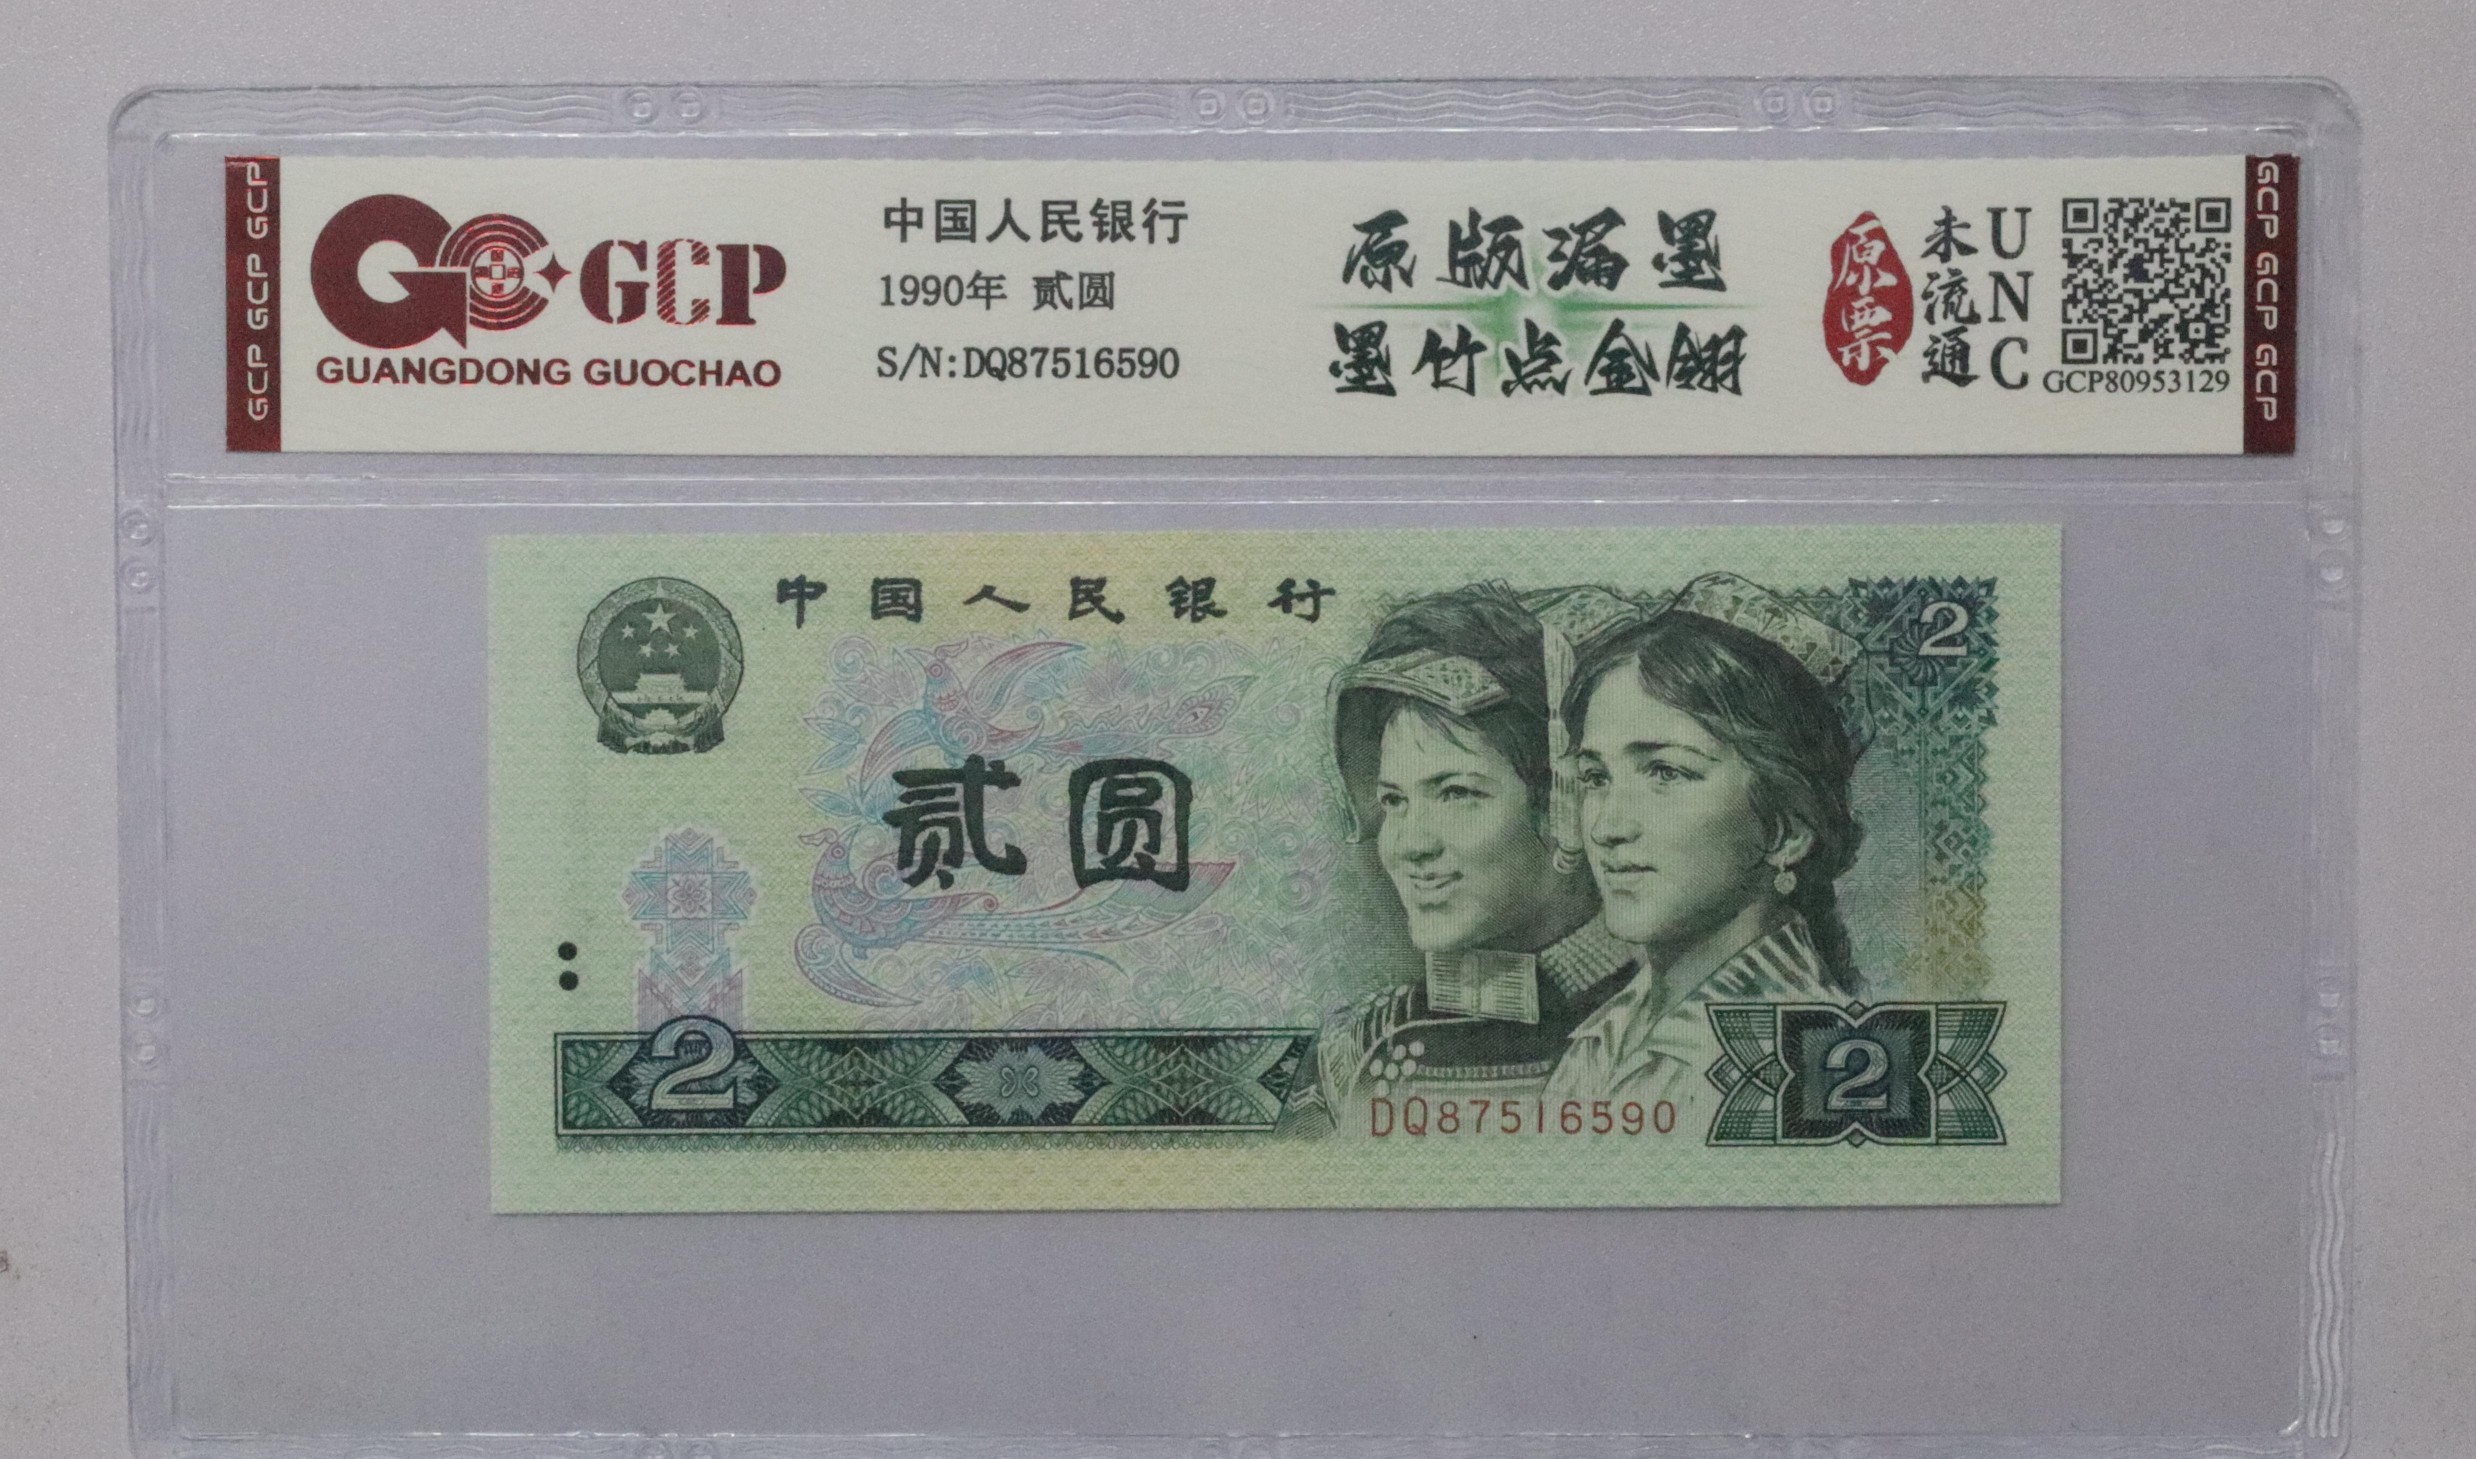 GCP GCP GCP
GCP
GUANGDONG GUOCHAO
中国人民银行
1990年 贰圆
S/N:DQ87516590
原版漏墨
墨竹点金翎
原票
未流通
UNC
GCP80953129
GCP GCP GCP
中国人民银行
2
贰圆
2
DQ87516590
2